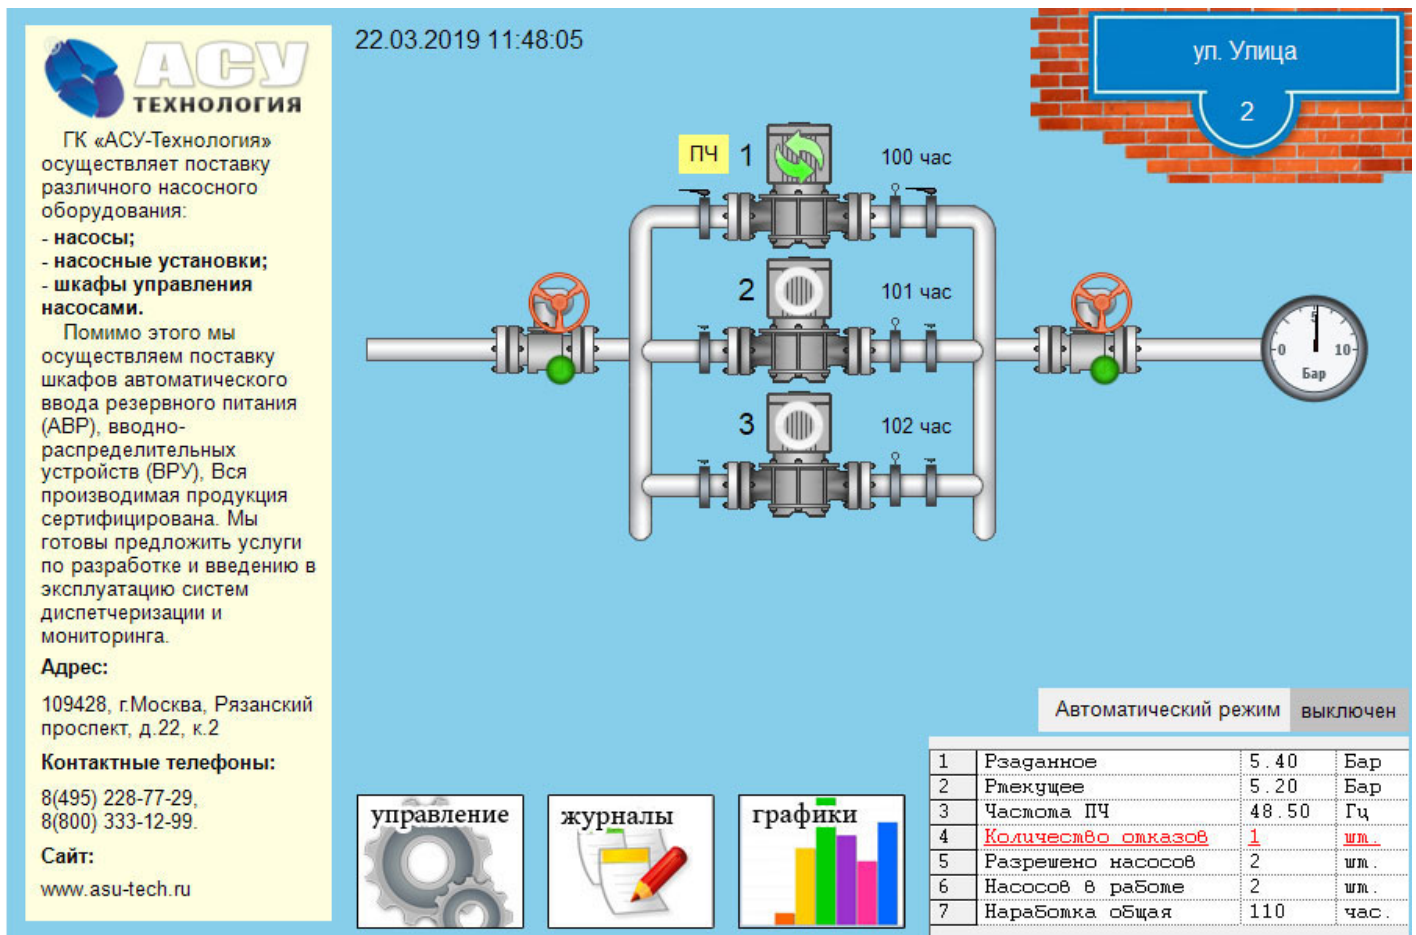 АСУ
ТЕХНОЛОГИЯ
ГК «АСУ-Технология»
осуществляет поставку
различного насосного
оборудования:
- насосы;
- насосные установки;
- шкафы управления
насосами.
Помимо этого мы
осуществляем поставку
шкафов автоматического
ввода резервного питания
(АВР), вводно-
распределительных
устройств (ВРУ), Вся
производимая продукция
сертифицирована. Мы
готовы предложить услуги
по разработке и введению в
эксплуатацию систем
диспетчеризации и
мониторинга.
Адрес:
109428, г.Москва, Рязанский
проспект, д.22, к.2
Контактные телефоны:
8(495) 228-77-29,
8(800) 333-12-99.
Сайт:
www.asu-tech.ru
22.03.2019 11:48:05
ул. Улица
2
ПЧ 1 100 час
2 101 час
3 102 час
5
0 10
Бар
Автоматический режим выключен
1 Рзаданное 5.40 Бар
2 Ртекущее 5.20 Бар
3 Частота ПЧ 48.50 Гц
4 Количество отказов 1 шт.
5 Разрешено насосов 2 шт.
6 Насосов в работе 2 шт.
7 Наработка общая 110 час.
управление
журналы
графики